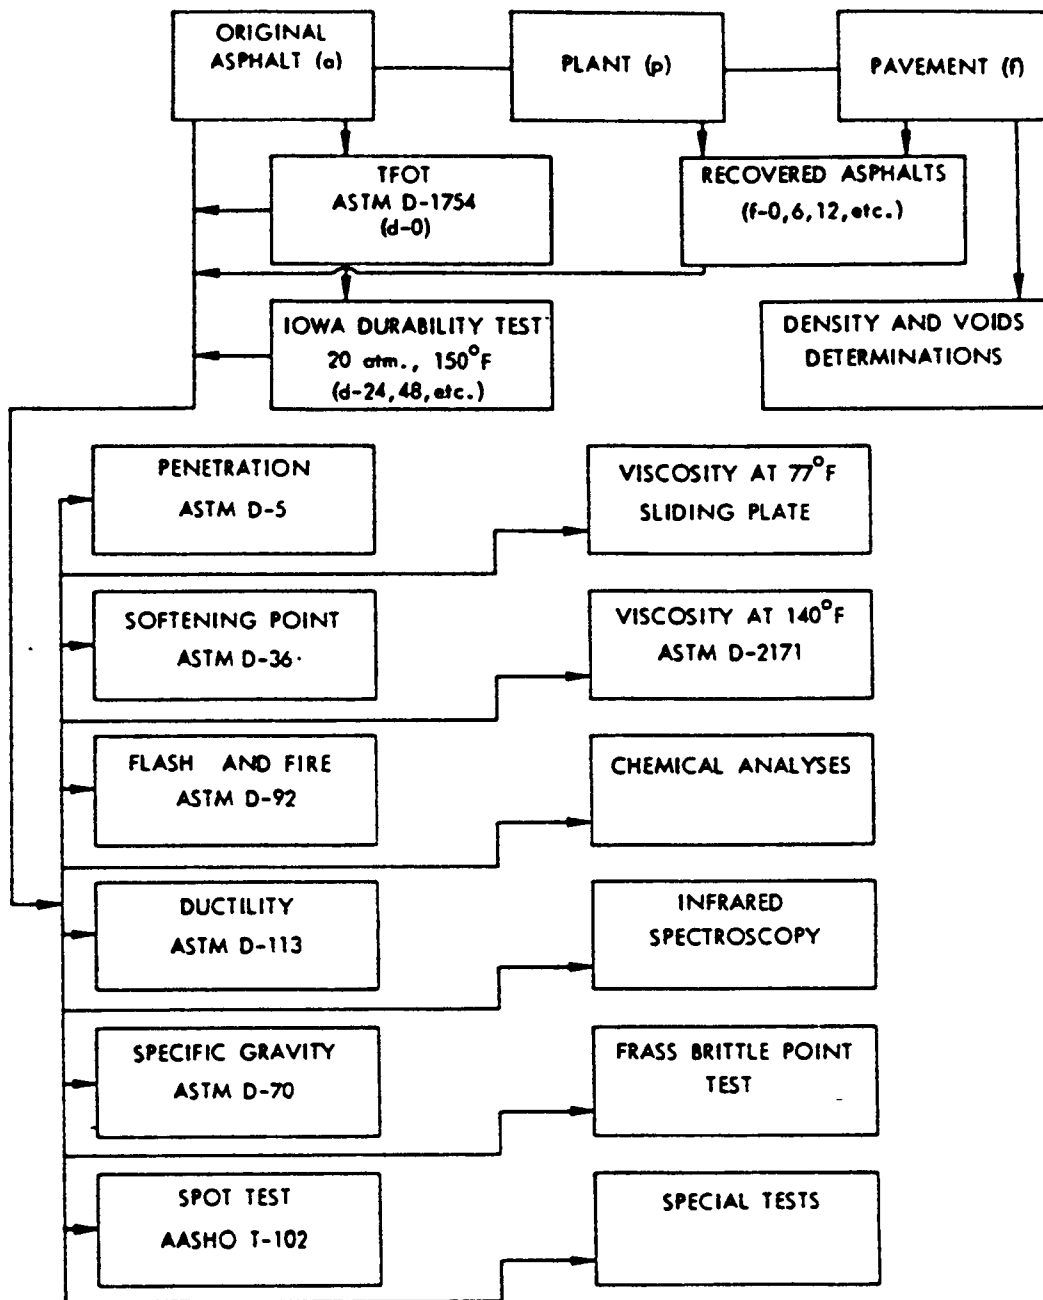 ORIGINAL
ASPHALT (o)
PLANT (p)
PAVEMENT (f)
TFOT
ASTM D-1754
(d-0)
RECOVERED ASPHALTS
(f-0,6,12,etc.)
IOWA DURABILITY TEST
20 atm., 150°F
(d-24,48,etc.)
DENSITY AND VOIDS
DETERMINATIONS
PENETRATION
ASTM D-5
VISCOSITY AT 77°F
SLIDING PLATE
SOFTENING POINT
ASTM D-36
VISCOSITY AT 140°F
ASTM D-2171
FLASH AND FIRE
ASTM D-92
CHEMICAL ANALYSES
DUCTILITY
ASTM D-113
INFRARED
SPECTROSCOPY
SPECIFIC GRAVITY
ASTM D-70
FRASS BRITTLE POINT
TEST
SPOT TEST
AASHO T-102
SPECIAL TESTS